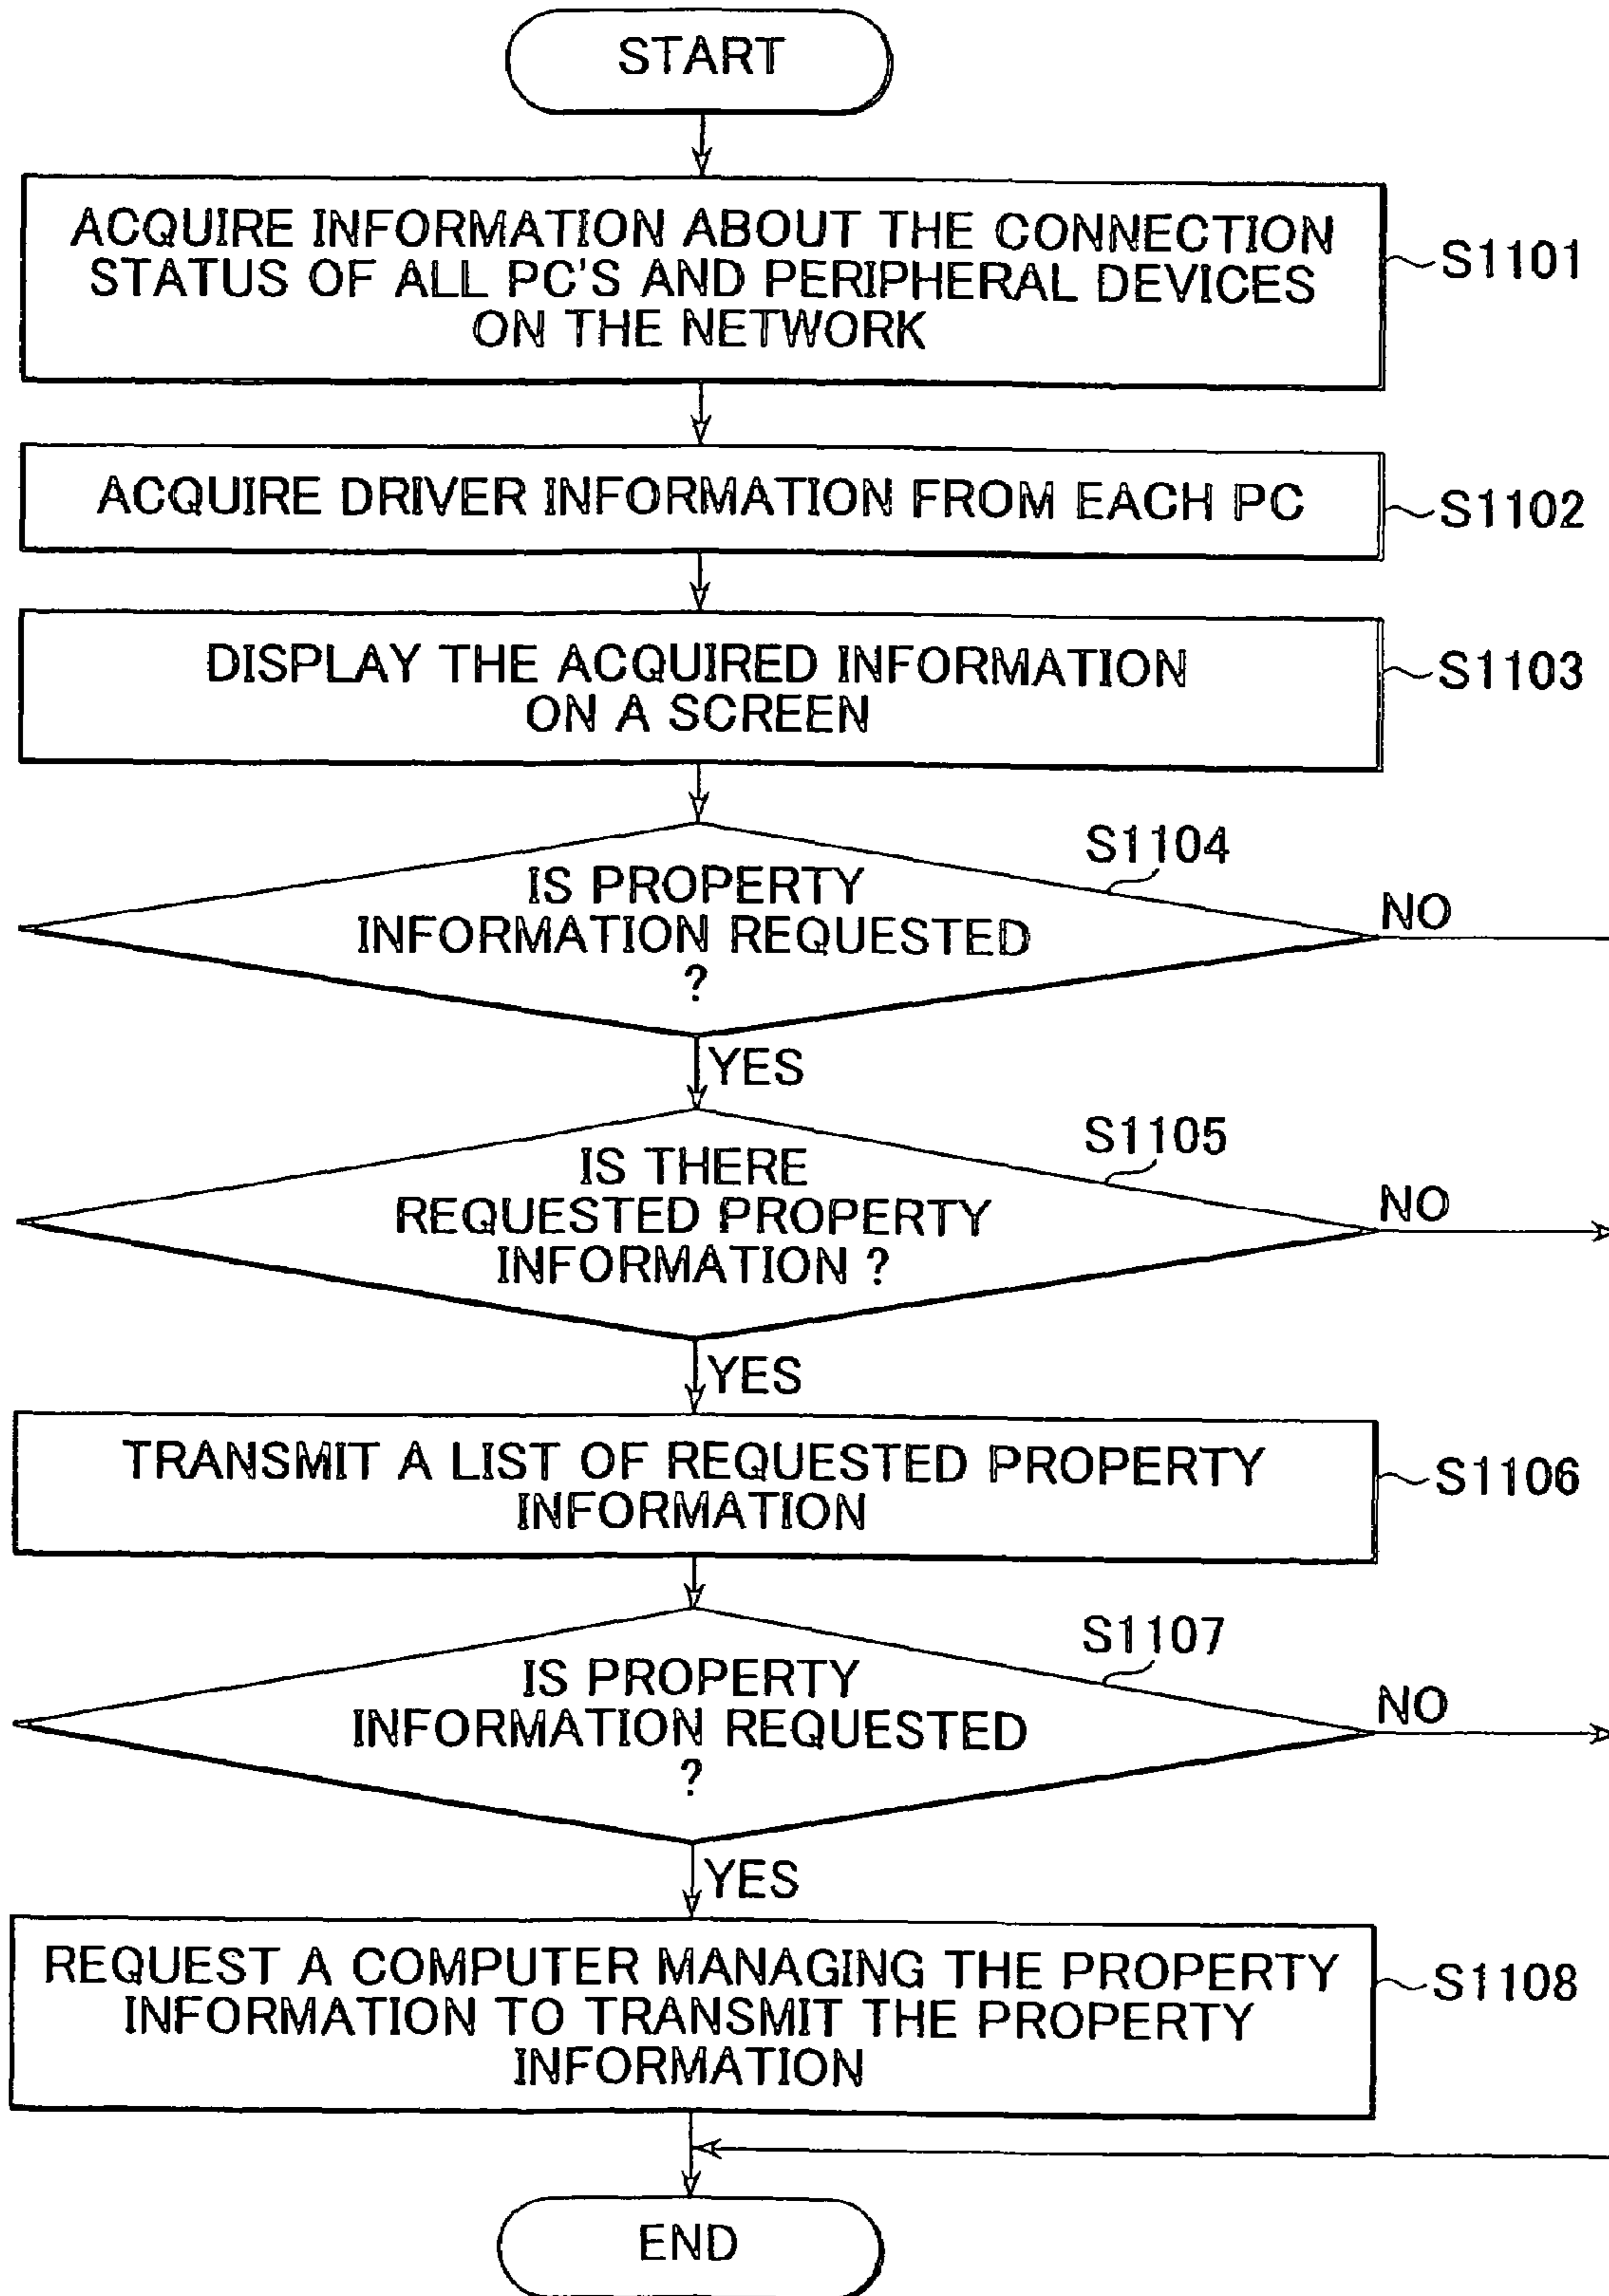 START
ACQUIRE INFORMATION ABOUT THE CONNECTION
STATUS OF ALL PC'S AND PERIPHERAL DEVICES
ON THE NETWORK
S1101
ACQUIRE DRIVER INFORMATION FROM EACH PC
S1102
DISPLAY THE ACQUIRED INFORMATION
ON A SCREEN
S1103
S1104
IS PROPERTY
INFORMATION REQUESTED
?
NO
YES
S1105
IS THERE
REQUESTED PROPERTY
INFORMATION ?
NO
YES
TRANSMIT A LIST OF REQUESTED PROPERTY
INFORMATION
S1106
S1107
IS PROPERTY
INFORMATION REQUESTED
?
NO
YES
REQUEST A COMPUTER MANAGING THE PROPERTY
INFORMATION TO TRANSMIT THE PROPERTY
INFORMATION
S1108
END